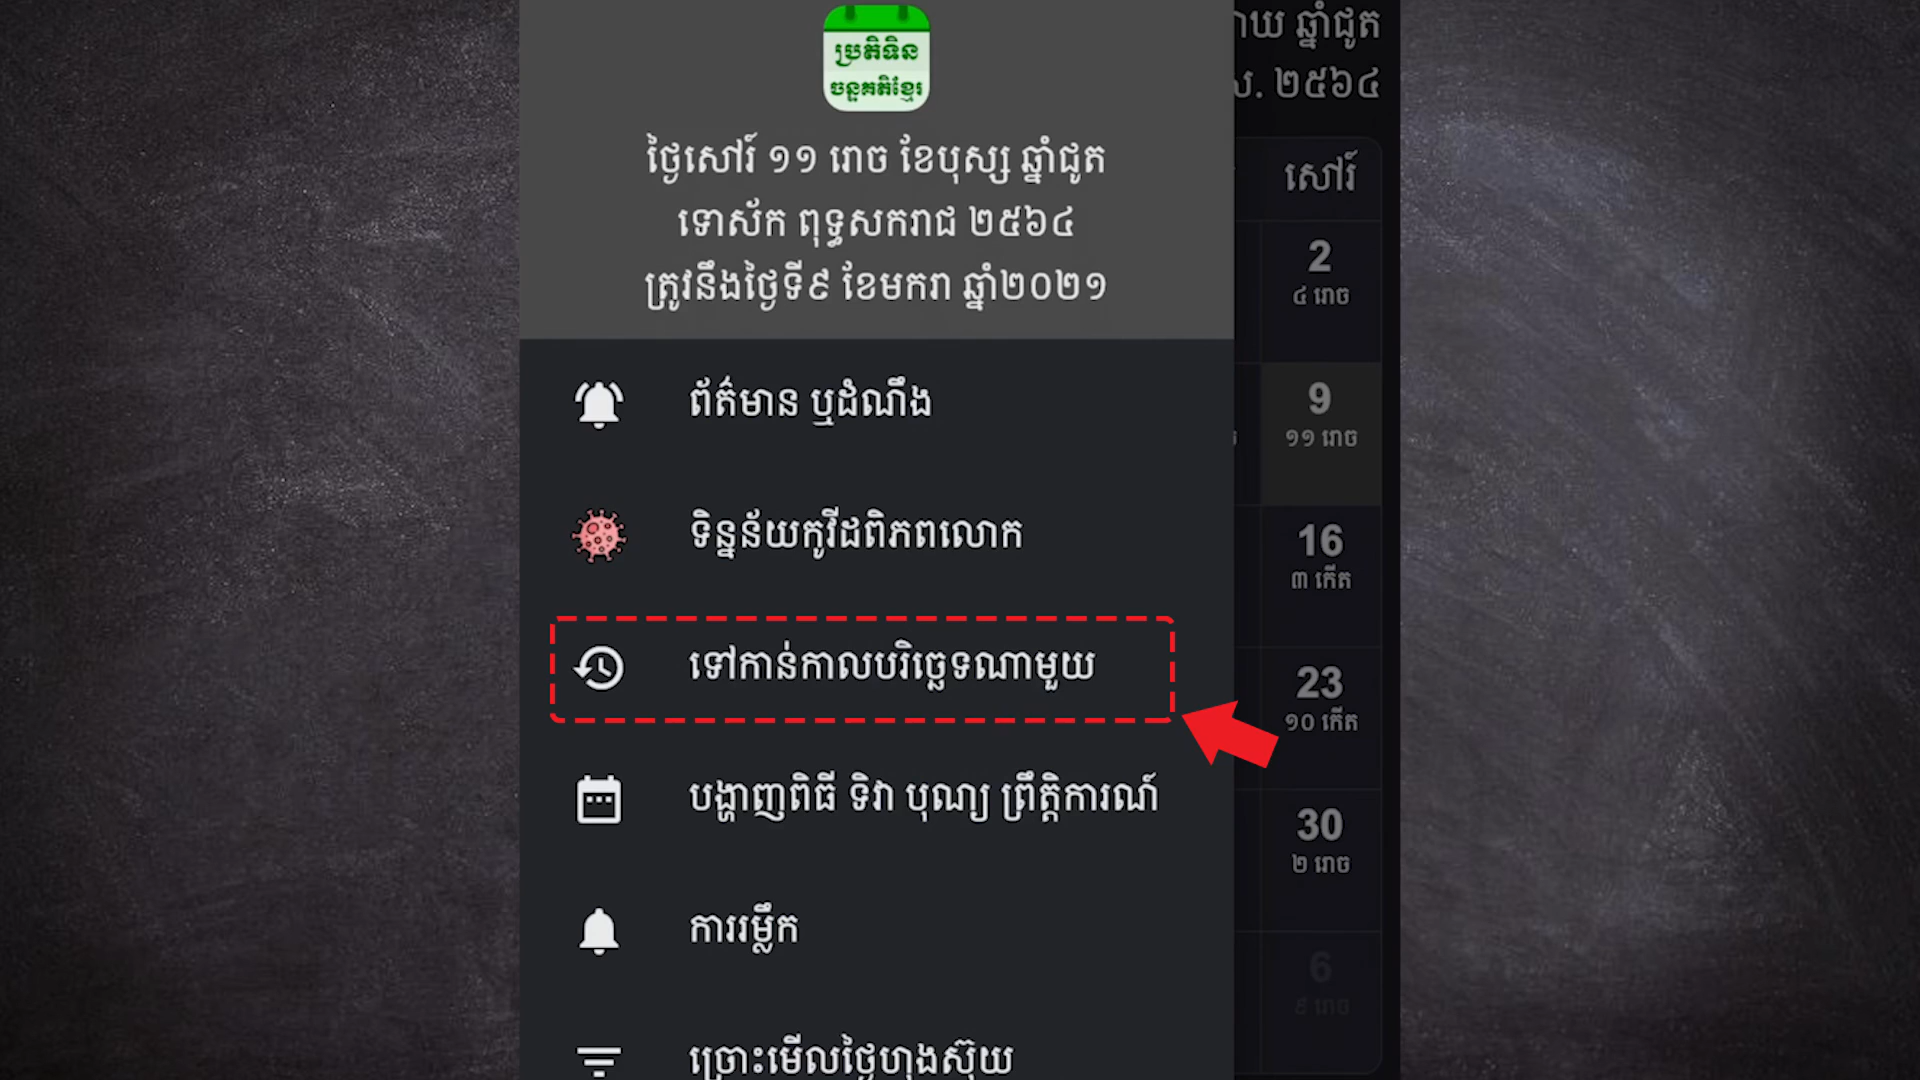 ប្រតិទិន
ចន្ទគតិខ្មែរ
ថ្ងៃសៅរ៍ ១១ រោច ខែបុស្ស ឆ្នាំជូត
ទោស័ក ពុទ្ធសករាជ ២៥៦៤
ត្រូវនឹងថ្ងៃទី៩ ខែមករា ឆ្នាំ២០២១
ព័ត៌មាន ឬដំណឹង
ទិន្នន័យកូវីដពិភពលោក
ទៅកាន់កាលបរិច្ឆេទណាមួយ
បង្ហាញពិធី ទិវា បុណ្យ ព្រឹត្តិការណ៍
ការរម្លឹក
ច្រោះមើលថ្ងៃហុងស៊ុយ
ឆ្នាំជូត
២៥៦៤
សៅរ៍
2
៤ រោច
9
១១ រោច
16
៣ កើត
23
១០ កើត
30
២ រោច
6
៩ រោច